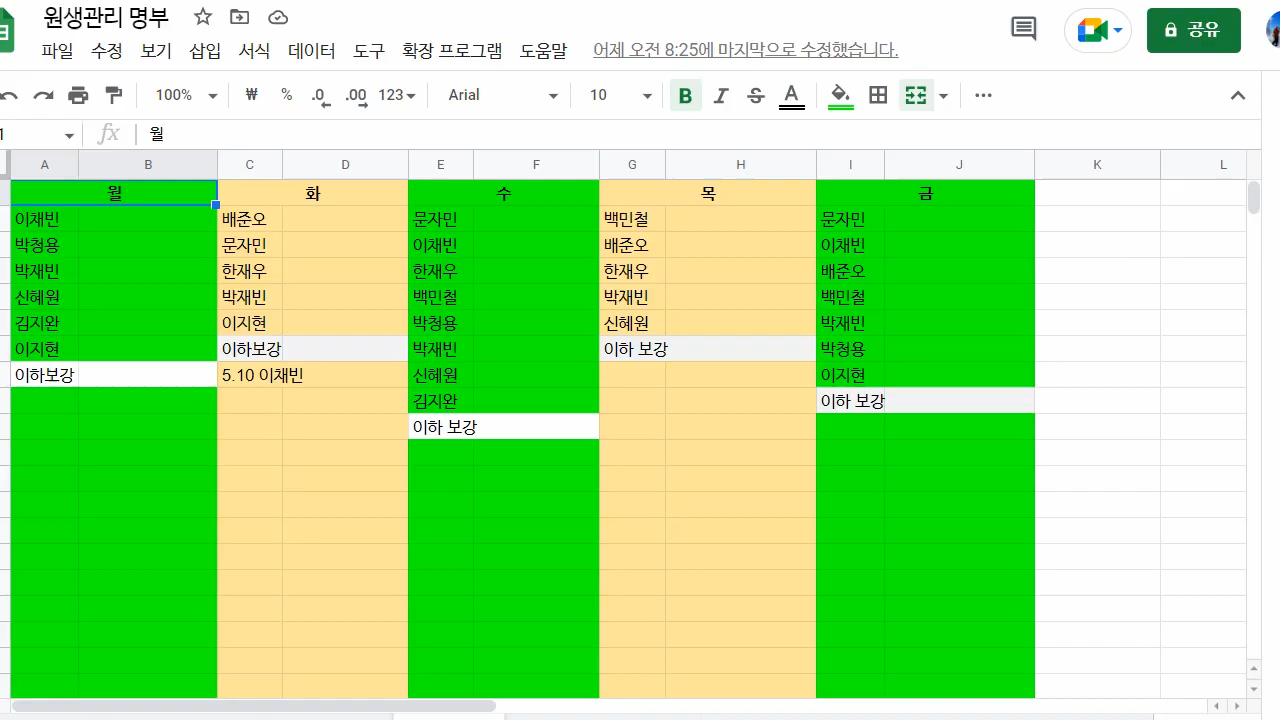 원생관리 명부
파일 수정 보기 삽입 서식 데이터 도구 확장 프로그램 도움말 어제 오전 8:25에 마지막으로 수정했습니다.
공유
100% ₩ % .0 .00 123 Arial 10 B I S A
1 fx 월
A B C D E F G H I J K L
월 화 수 목 금
이채빈 배준오 문자민 백민철 문자민
박청용 문자민 이채빈 배준오 이채빈
박재빈 한재우 한재우 한재우 배준오
신혜원 박재빈 백민철 박재빈 백민철
김지완 이지현 박청용 신혜원 박재빈
이지현 이하보강 박재빈 이하 보강 박청용
이하보강 5.10 이채빈 신혜원 이지현
김지완 이하 보강
이하 보강